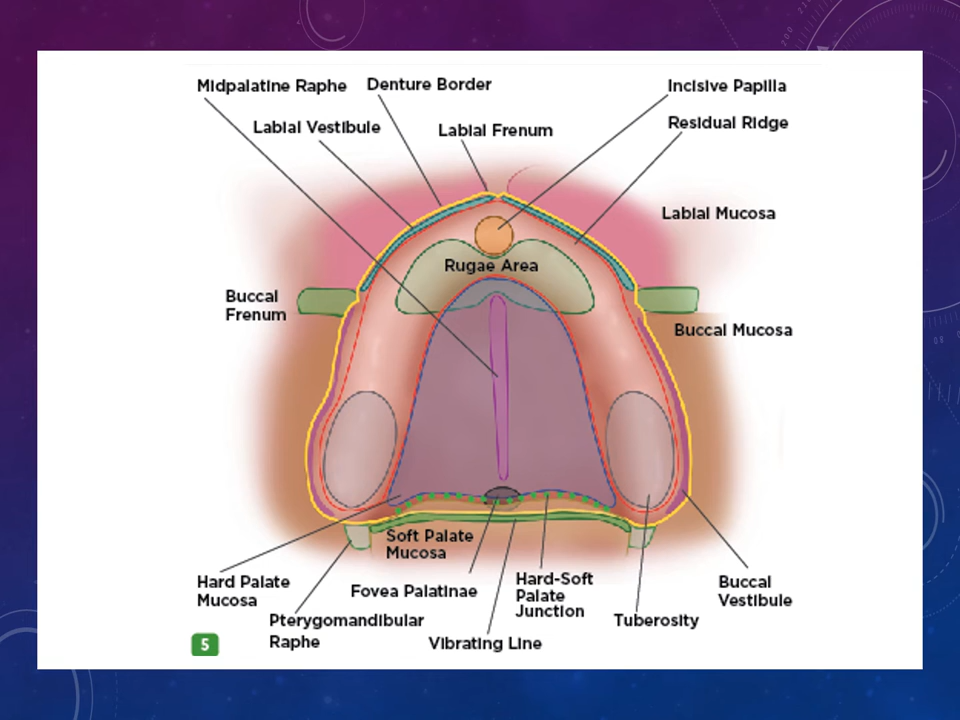 Midpalatine Raphe
Denture Border
Incisive Papilla
Labial Vestibule
Labial Frenum
Residual Ridge
Labial Mucosa
Rugae Area
Buccal
Frenum
Buccal Mucosa
Soft Palate
Mucosa
Hard Palate
Mucosa
Fovea Palatinae
Hard-Soft
Palate
Junction
Buccal
Vestibule
Pterygomandibular
Raphe
Tuberosity
Vibrating Line
5